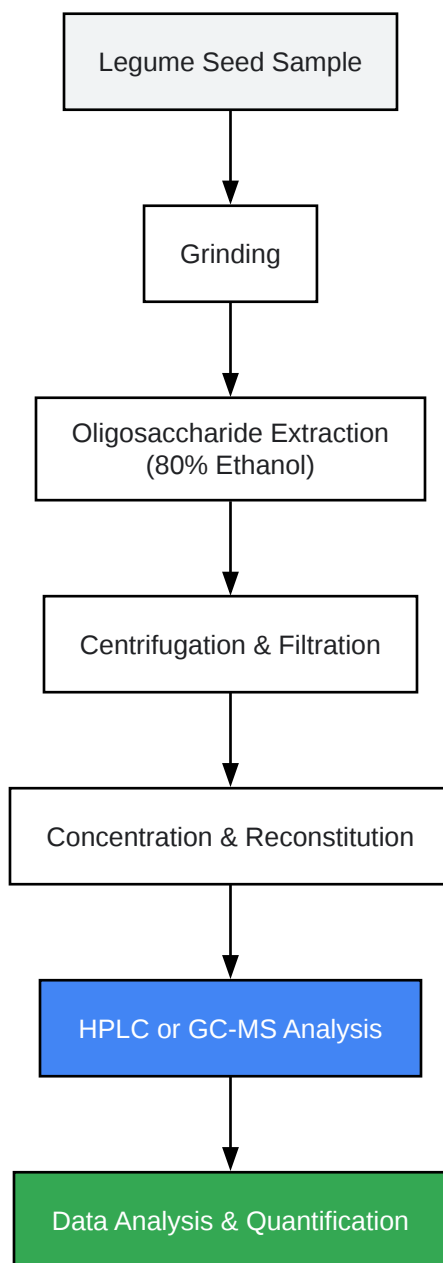 Legume Seed Sample
Grinding
Oligosaccharide Extraction
(80% Ethanol)
Centrifugation & Filtration
Concentration & Reconstitution
HPLC or GC-MS Analysis
Data Analysis & Quantification